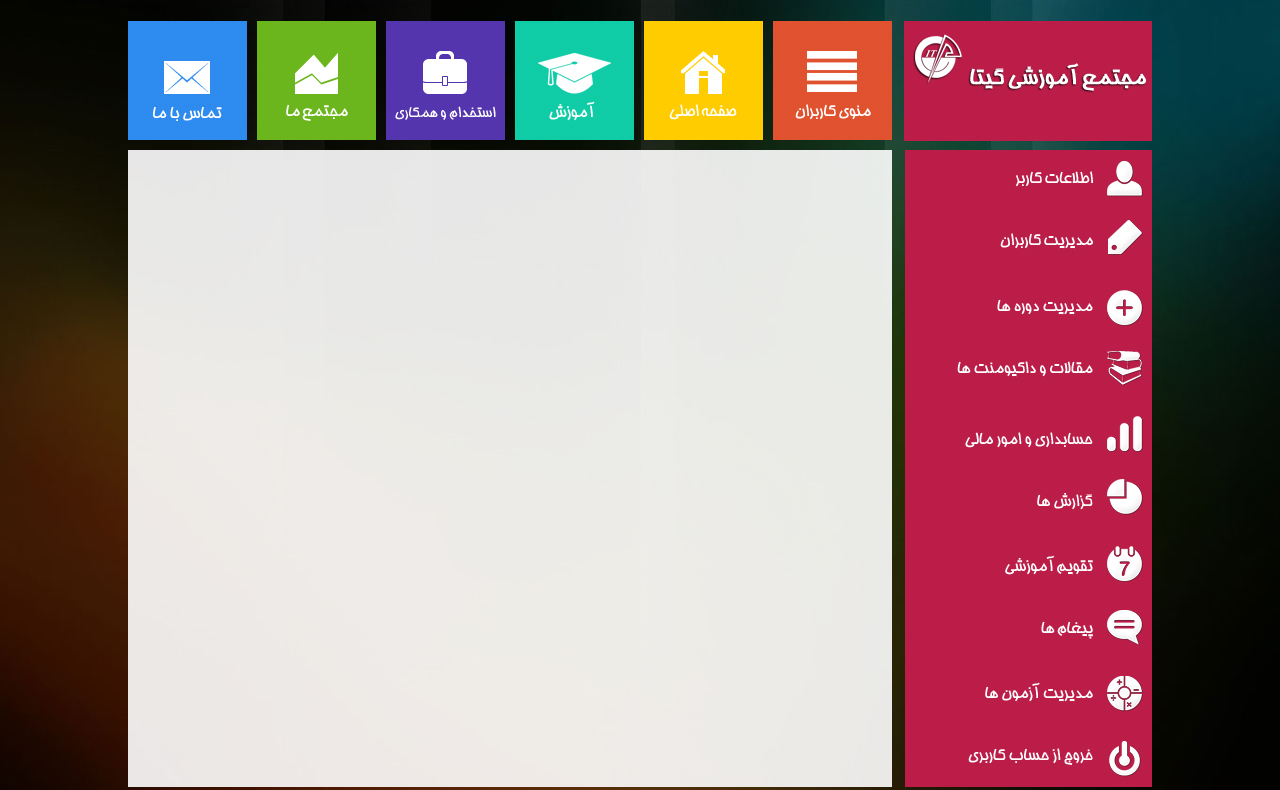 IT
مجتمع آموزشی گیتا
منوی کاربران
صفحه اصلی
آموزش
استخدام و همکاری
مجتمع ما
تماس با ما
اطلاعات کاربر
مدیریت کاربران
مدیریت دوره ها
مقالات و داکیومنت ها
حسابداری و امور مالی
گزارش ها
7
تقویم آموزشی
پیغام ها
مدیریت آزمون ها
خروج از حساب کاربری